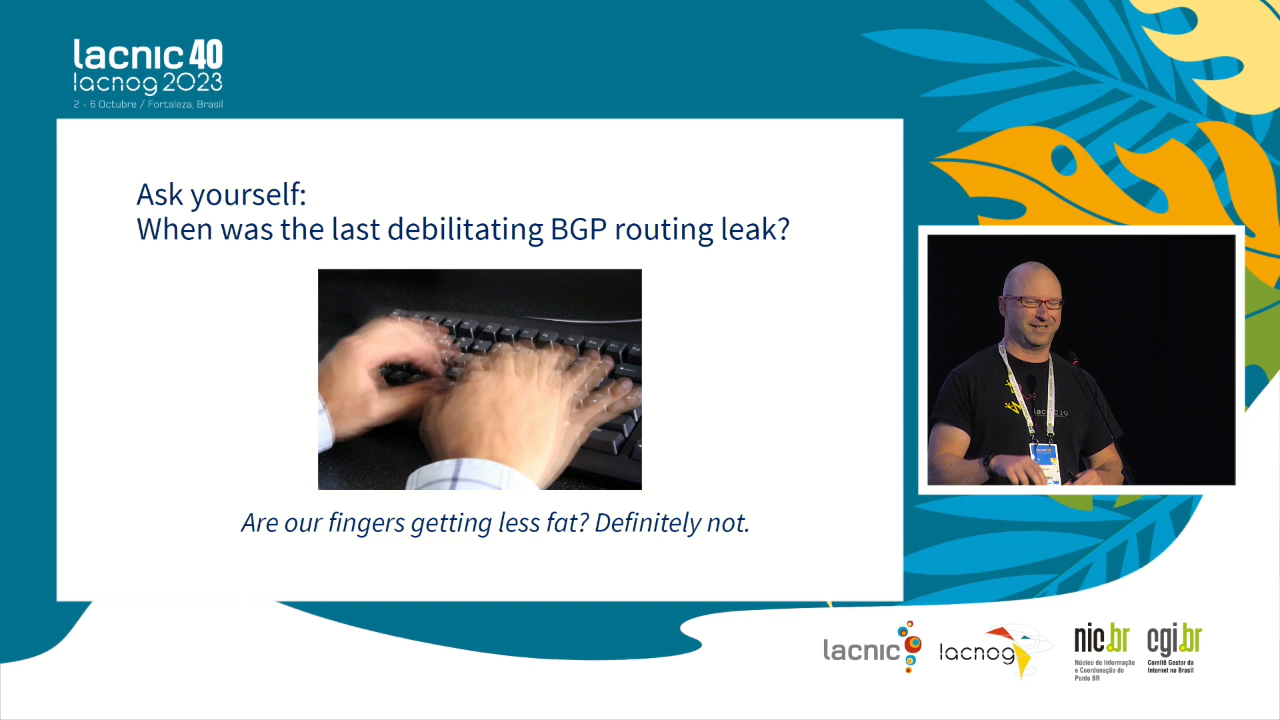 lacnic 40
lacnog 2023
2 - 6 Octubre / Fortaleza, Brasil
Ask yourself:
When was the last debilitating BGP routing leak?
Are our fingers getting less fat? Definitely not.
lacnic
lacnog
nic.br
Núcleo de Informação
e Coordenação do
Ponto BR
cgi.br
Comitê Gestor da
Internet no Brasil